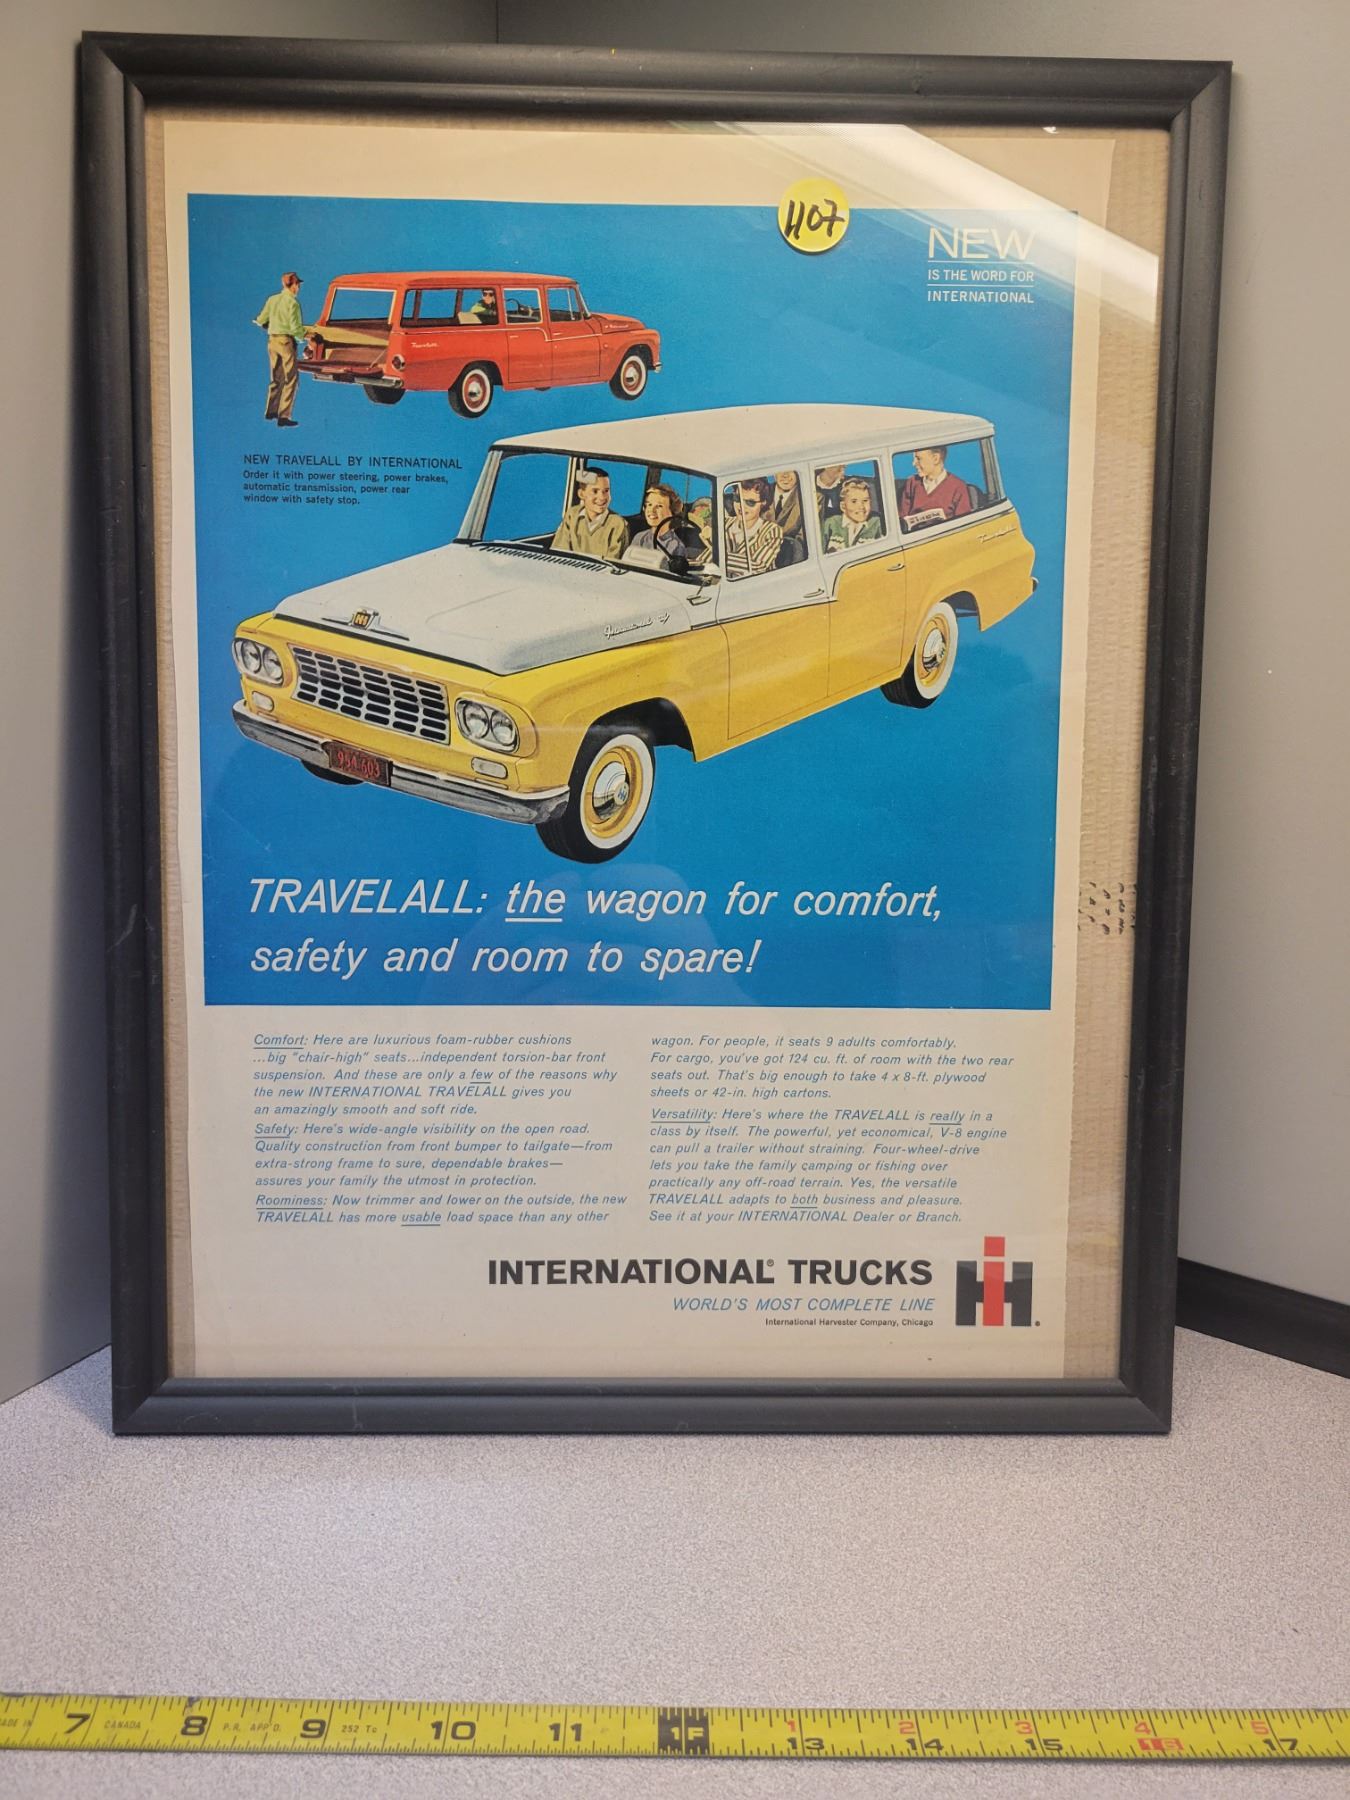 H07
NEW
IS THE WORD FOR
INTERNATIONAL
NEW TRAVELALL BY INTERNATIONAL
Order it with power steering, power brakes,
automatic transmission, power rear
window with safety stop.
TRAVELALL: the wagon for comfort,
safety and room to spare!
Comfort: Here are luxurious foam-rubber cushions
...big "chair-high" seats...independent torsion-bar front
suspension. And these are only a few of the reasons why
the new INTERNATIONAL TRAVELALL gives you
an amazingly smooth and soft ride.
Safety: Here's wide-angle visibility on the open road.
Quality construction from front bumper to tailgate—from
extra-strong frame to sure, dependable brakes—
assures your family the utmost in protection.
Roominess: Now trimmer and lower on the outside, the new
TRAVELALL has more usable load space than any other
wagon. For people, it seats 9 adults comfortably.
For cargo, you've got 124 cu. ft. of room with the two rear
seats out. That's big enough to take 4 x 8-ft. plywood
sheets or 42-in. high cartons.
Versatility: Here's where the TRAVELALL is really in a
class by itself. The powerful, yet economical, V-8 engine
can pull a trailer without straining. Four-wheel-drive
lets you take the family camping or fishing over
practically any off-road terrain. Yes, the versatile
TRAVELALL adapts to both business and pleasure.
See it at your INTERNATIONAL Dealer or Branch.
INTERNATIONAL® TRUCKS
WORLD'S MOST COMPLETE LINE
International Harvester Company, Chicago
IH®
MADE IN 7 CANADA 8 P.R. APP'D. 9 252 To 10 11 1F 1 13 2 14 3 15 4 16 5 17